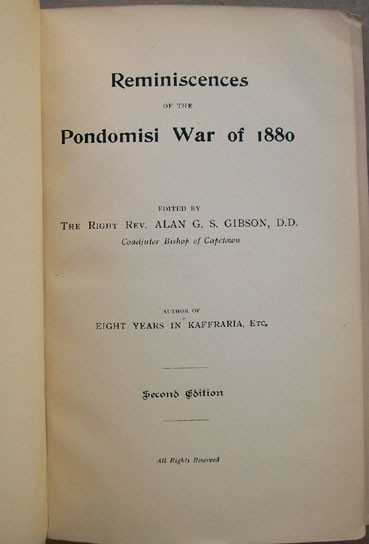 Reminiscences
OF THE
Pondomisi War of 1880
EDITED BY
THE RIGHT REV. ALAN G. S. GIBSON, D.D.
Coadjutor Bishop of Capetown
AUTHOR OF
EIGHT YEARS IN KAFFRARIA, ETC.
Second Edition
All Rights Reserved